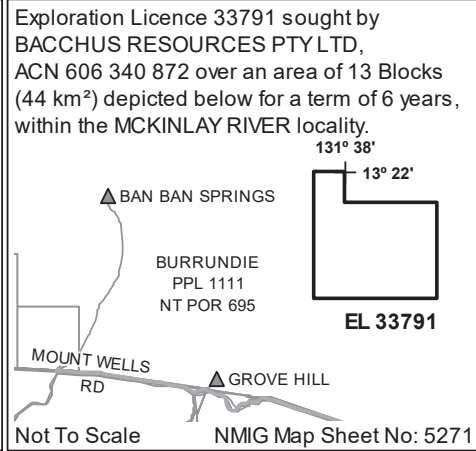 Exploration Licence 33791 sought by
BACCHUS RESOURCES PTY LTD,
ACN 606 340 872 over an area of 13 Blocks
(44 km²) depicted below for a term of 6 years,
within the MCKINLAY RIVER locality.
131º 38'
13º 22'
BAN BAN SPRINGS
BURRUNDIE
PPL 1111
NT POR 695
EL 33791
MOUNT WELLS
RD
GROVE HILL
Not To Scale NMIG Map Sheet No: 5271